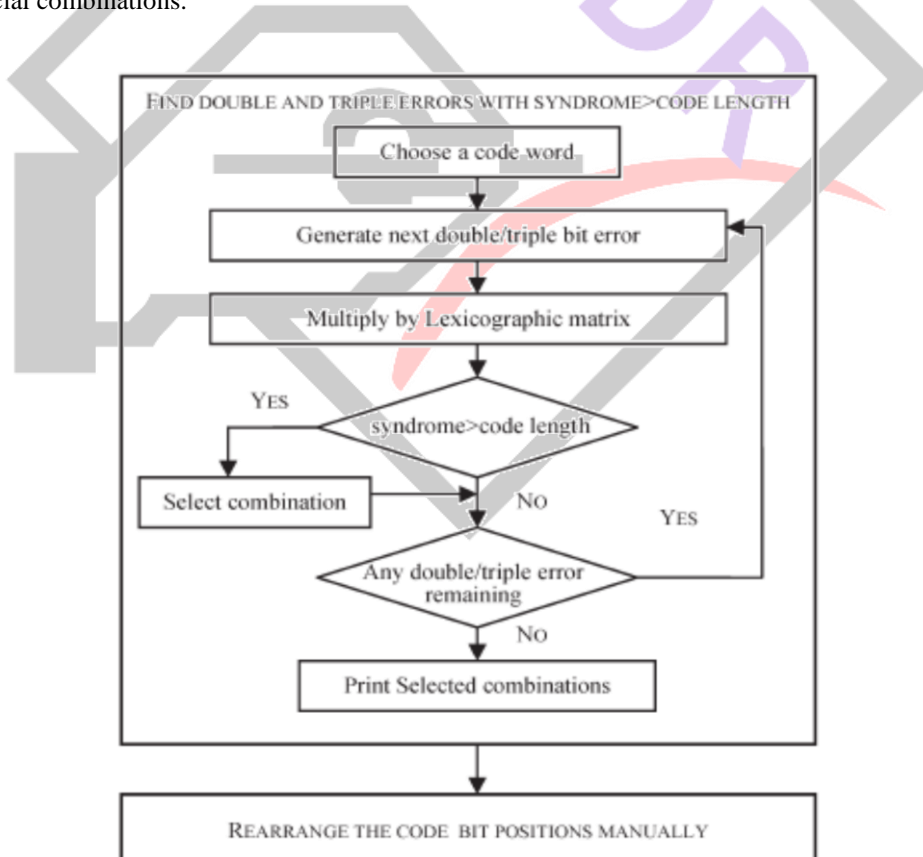 combinations.
DR
FIND DOUBLE AND TRIPLE ERRORS WITH SYNDROME>CODE LENGTH
Choose a code word
Generate next double/triple bit error
Multiply by Lexicographic matrix
YES
syndrome>code length
Select combination
NO
YES
Any double/triple error
remaining
NO
Print Selected combinations
REARRANGE THE CODE BIT POSITIONS MANUALLY